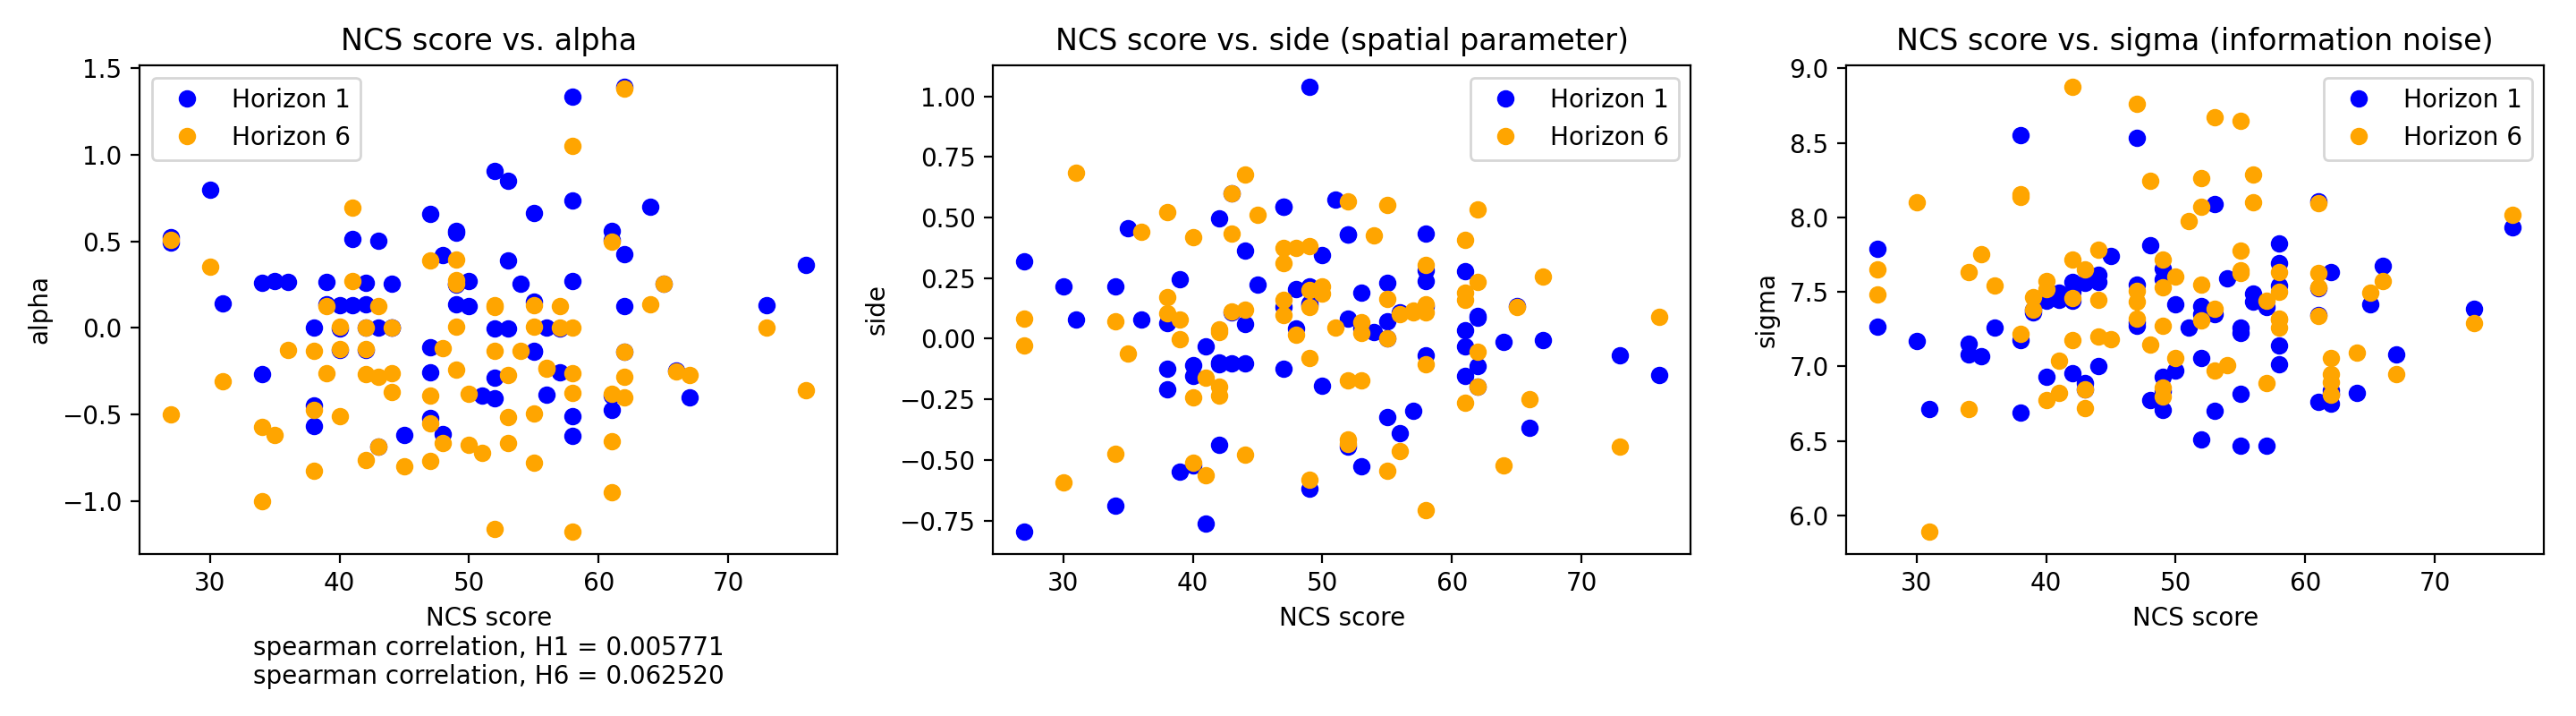 NCS score vs. alpha
1.5
1.0
0.5
0.0
−0.5
−1.0
alpha
Horizon 1
Horizon 6
30 40 50 60 70
NCS score
spearman correlation, H1 = 0.005771
spearman correlation, H6 = 0.062520
NCS score vs. side (spatial parameter)
1.00
0.75
0.50
0.25
0.00
−0.25
−0.50
−0.75
side
Horizon 1
Horizon 6
30 40 50 60 70
NCS score
NCS score vs. sigma (information noise)
9.0
8.5
8.0
7.5
7.0
6.5
6.0
sigma
Horizon 1
Horizon 6
30 40 50 60 70
NCS score